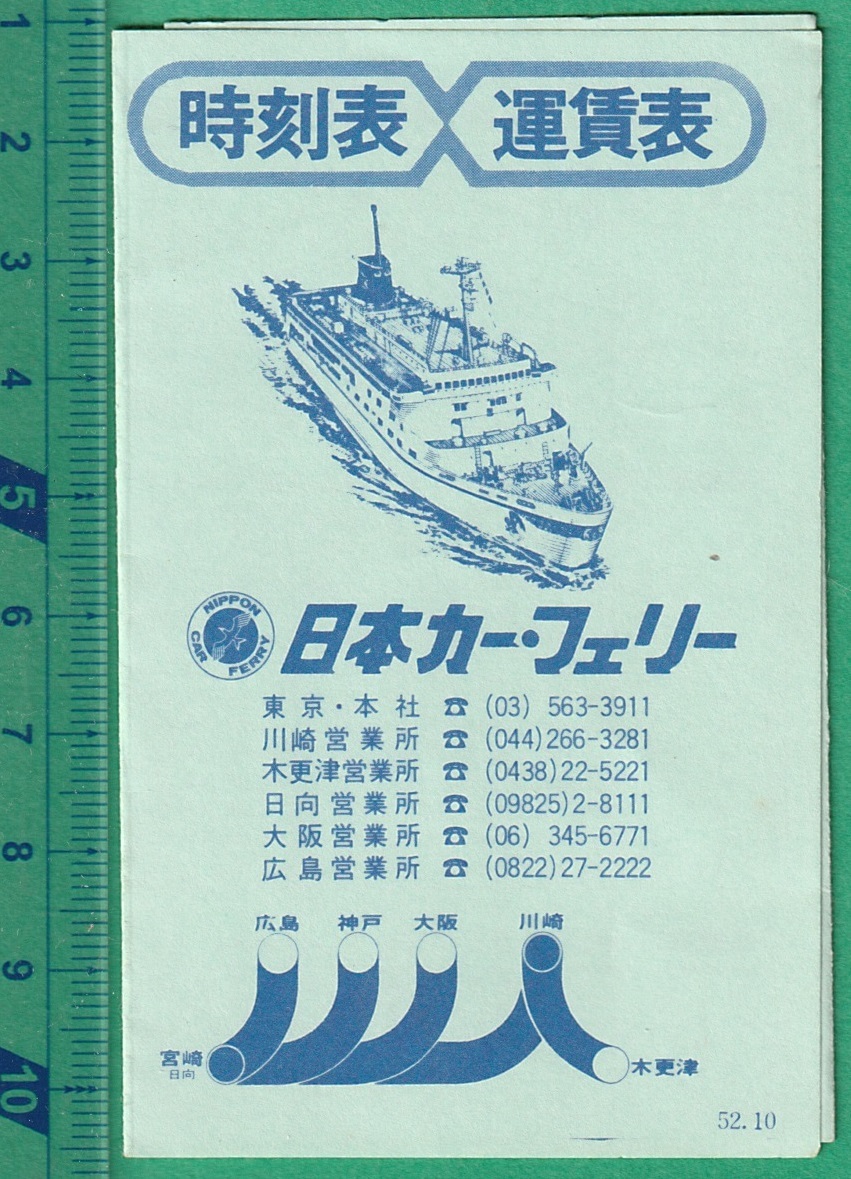 時刻表 運賃表
NIPPON CAR FERRY
日本カー・フェリー
東京・本社 ☎ (03) 563-3911
川崎営業所 ☎ (044)266-3281
木更津営業所 ☎ (0438)22-5221
日向営業所 ☎ (09825)2-8111
大阪営業所 ☎ (06) 345-6771
広島営業所 ☎ (0822)27-2222
広島 神戸 大阪 川崎
宮崎 木更津
日向
52.10
1
2
3
4
5
6
7
8
9
10